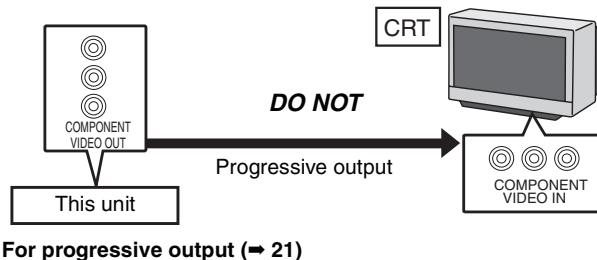 CRT
DO NOT
COMPONENT
VIDEO OUT
Progressive output
COMPONENT
VIDEO IN
This unit
For progressive output (➡ 21)